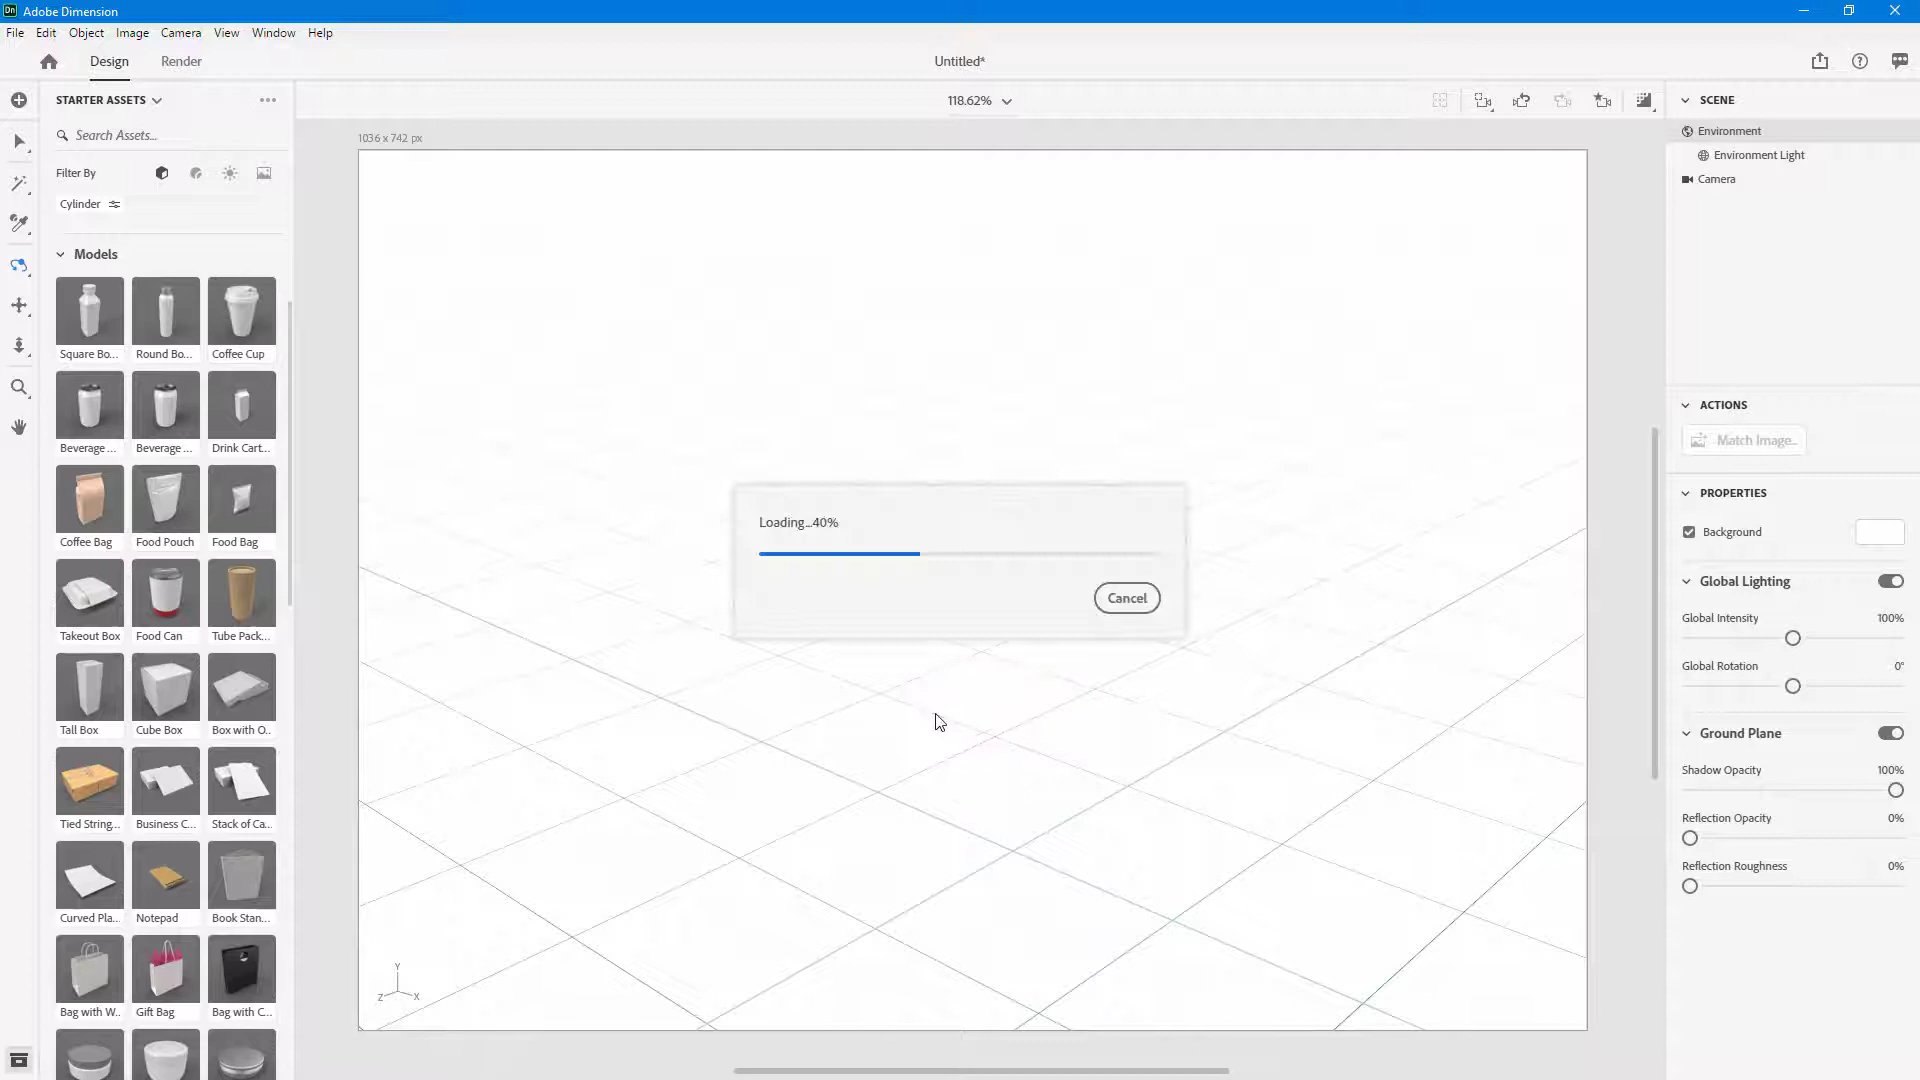 Dn Adobe Dimension
File Edit Object Image Camera View Window Help
Design Render Untitled*
STARTER ASSETS
Search Assets...
Filter By
Cylinder
Models
Square Bo... Round Bo... Coffee Cup
Beverage ... Beverage ... Drink Cart...
Coffee Bag Food Pouch Food Bag
Takeout Box Food Can Tube Pack...
Tall Box Cube Box Box with O...
Tied String... Business C... Stack of Ca...
Curved Pla... Notepad Book Stan...
Bag with W... Gift Bag Bag with C...
118.62%
1036 x 742 px
Loading...40%
Cancel
Y
Z X
SCENE
Environment
Environment Light
Camera
ACTIONS
Match Image...
PROPERTIES
Background
Global Lighting
Global Intensity 100%
Global Rotation 0°
Ground Plane
Shadow Opacity 100%
Reflection Opacity 0%
Reflection Roughness 0%